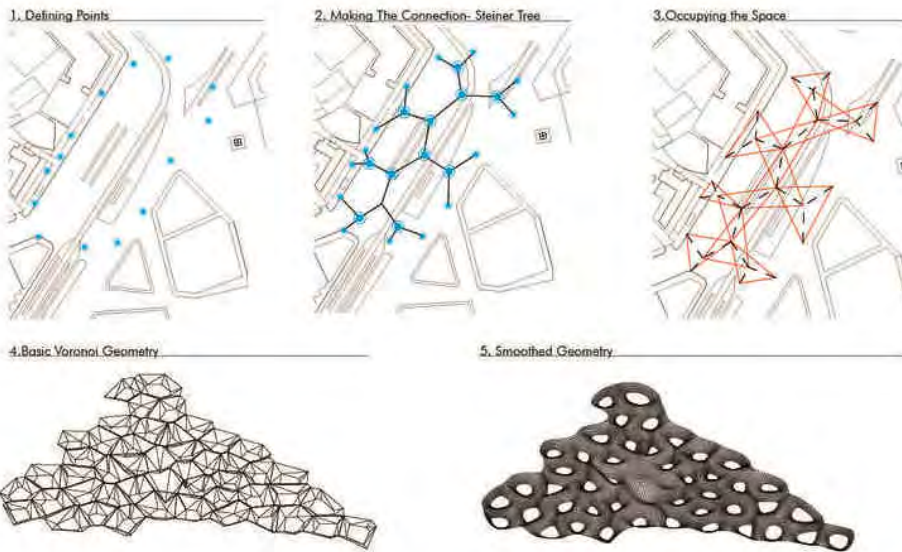 1. Defining Points
2. Making The Connection- Steiner Tree
3.Occupying the Space
4.Basic Voronoi Geometry
5. Smoothed Geometry